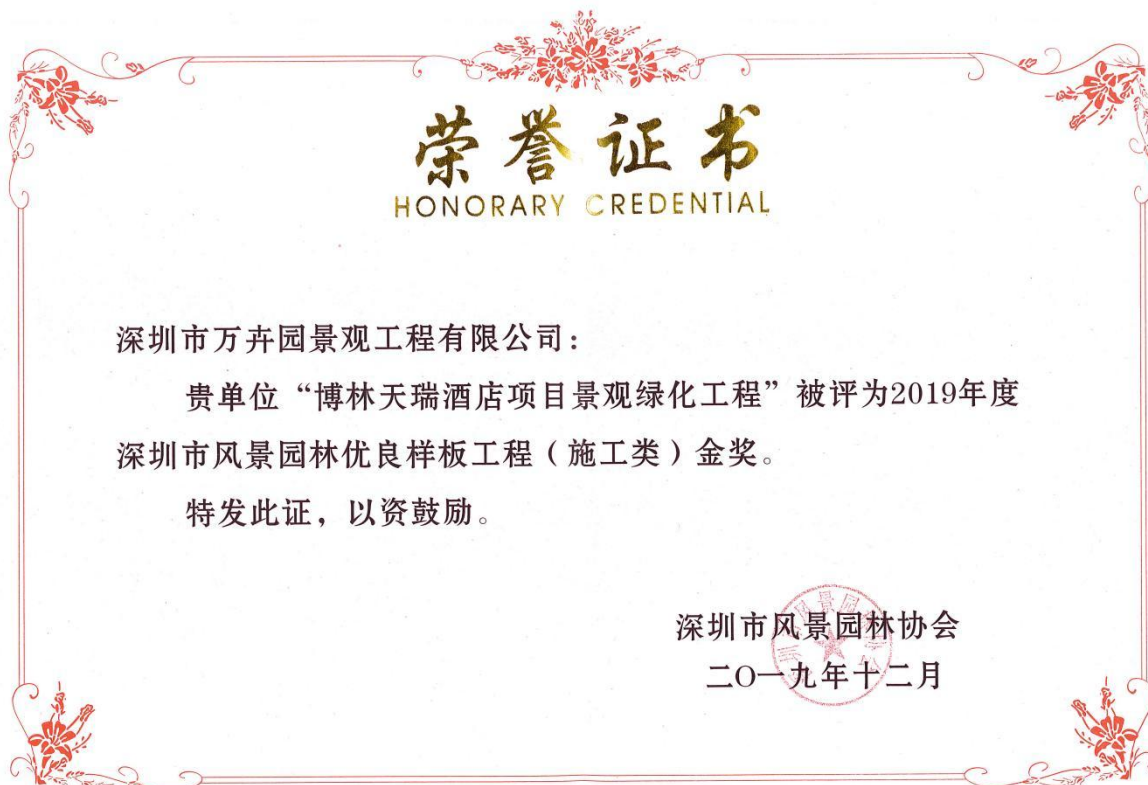 荣誉证书
HONORARY CREDENTIAL
深圳市万卉园景观工程有限公司：
贵单位“博林天瑞酒店项目景观绿化工程”被评为2019年度
深圳市风景园林优良样板工程（施工类）金奖。
特发此证，以资鼓励。
深圳市风景园林协会
二O一九年十二月